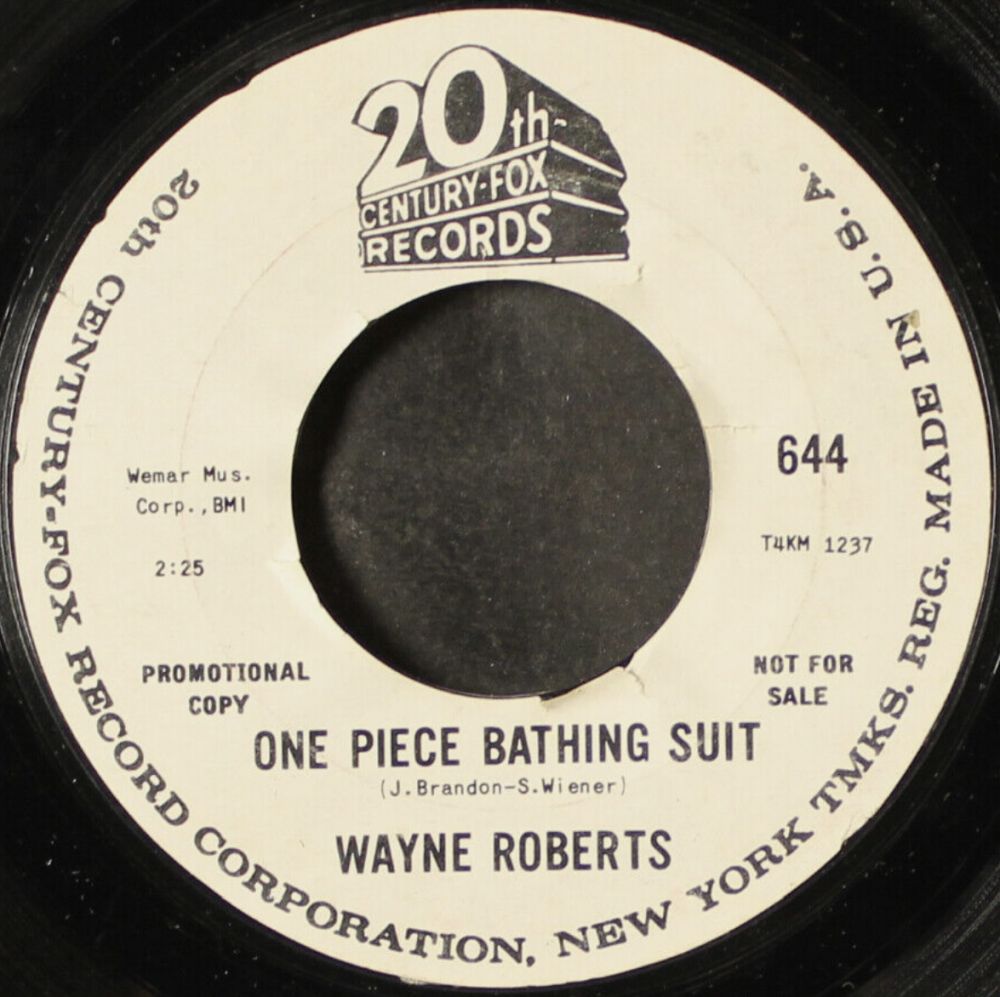 20th-
CENTURY-FOX
RECORDS
20th CENTURY-FOX RECORD CORPORATION, NEW YORK TMKS. REG. MADE IN U.S.A.
Wemar Mus.
Corp.,BMI
2:25
644
T4KM 1237
PROMOTIONAL
COPY
NOT FOR
SALE
ONE PIECE BATHING SUIT
(J.Brandon-S.Wiener)
WAYNE ROBERTS